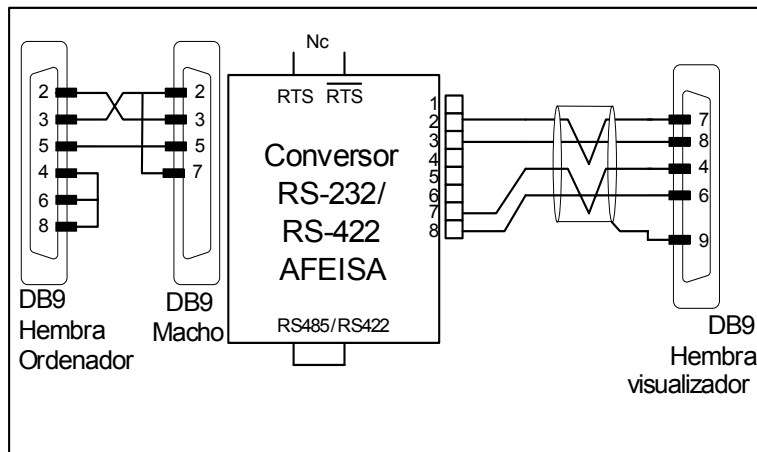 Nc
RTS RTS
2
3
5
4
6
8
2
3
5
7
Conversor
RS-232/
RS-422
AFEISA
1
2
3
4
5
6
7
8
7
8
4
6
9
RS485/RS422
DB9
Hembra
Ordenador
DB9
Macho
DB9
Hembra
visualizador